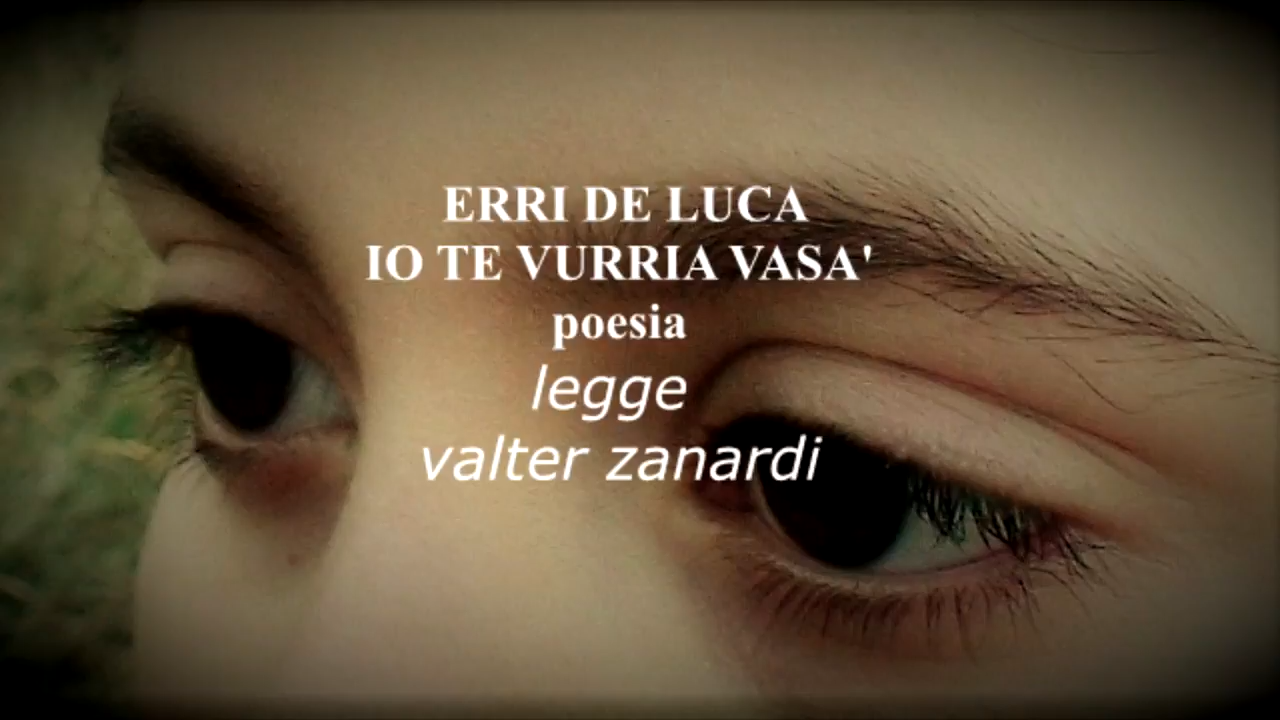 ERRI DE LUCA
IO TE VURRIA VASA'
poesia
legge
valter zanardi